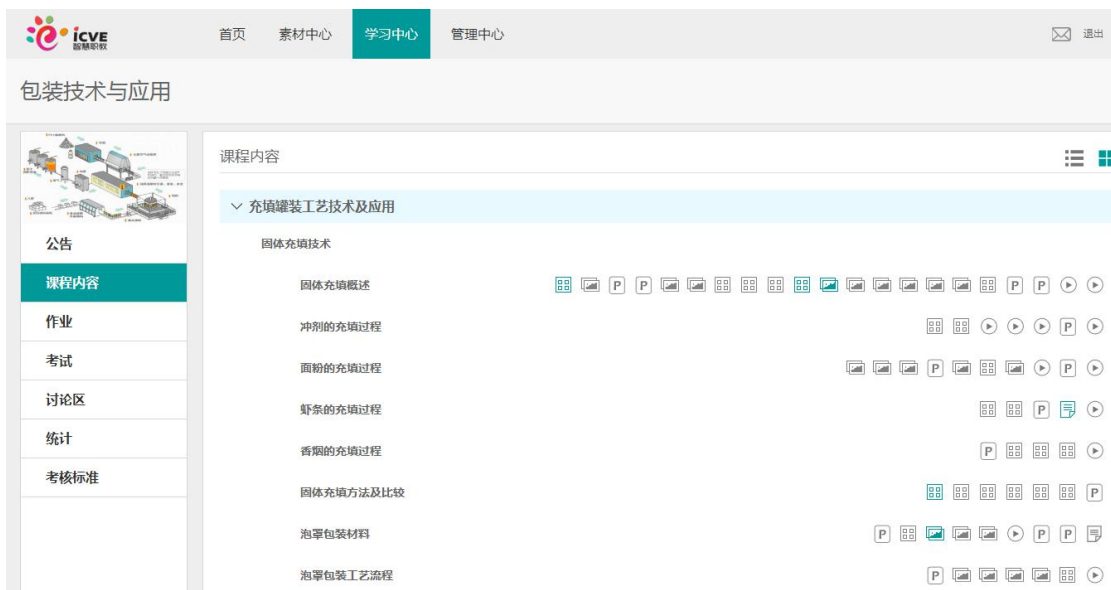 icve
智慧职教
首页 素材中心 学习中心 管理中心 退出
包装技术与应用
公告
课程内容
作业
考试
讨论区
统计
考核标准
课程内容
充填罐装工艺技术及应用
固体充填技术
固体充填概述
P P P P
冲剂的充填过程
P
面粉的充填过程
P P
虾条的充填过程
P
香烟的充填过程
P
固体充填方法及比较
P
泡罩包装材料
P P P
泡罩包装工艺流程
P